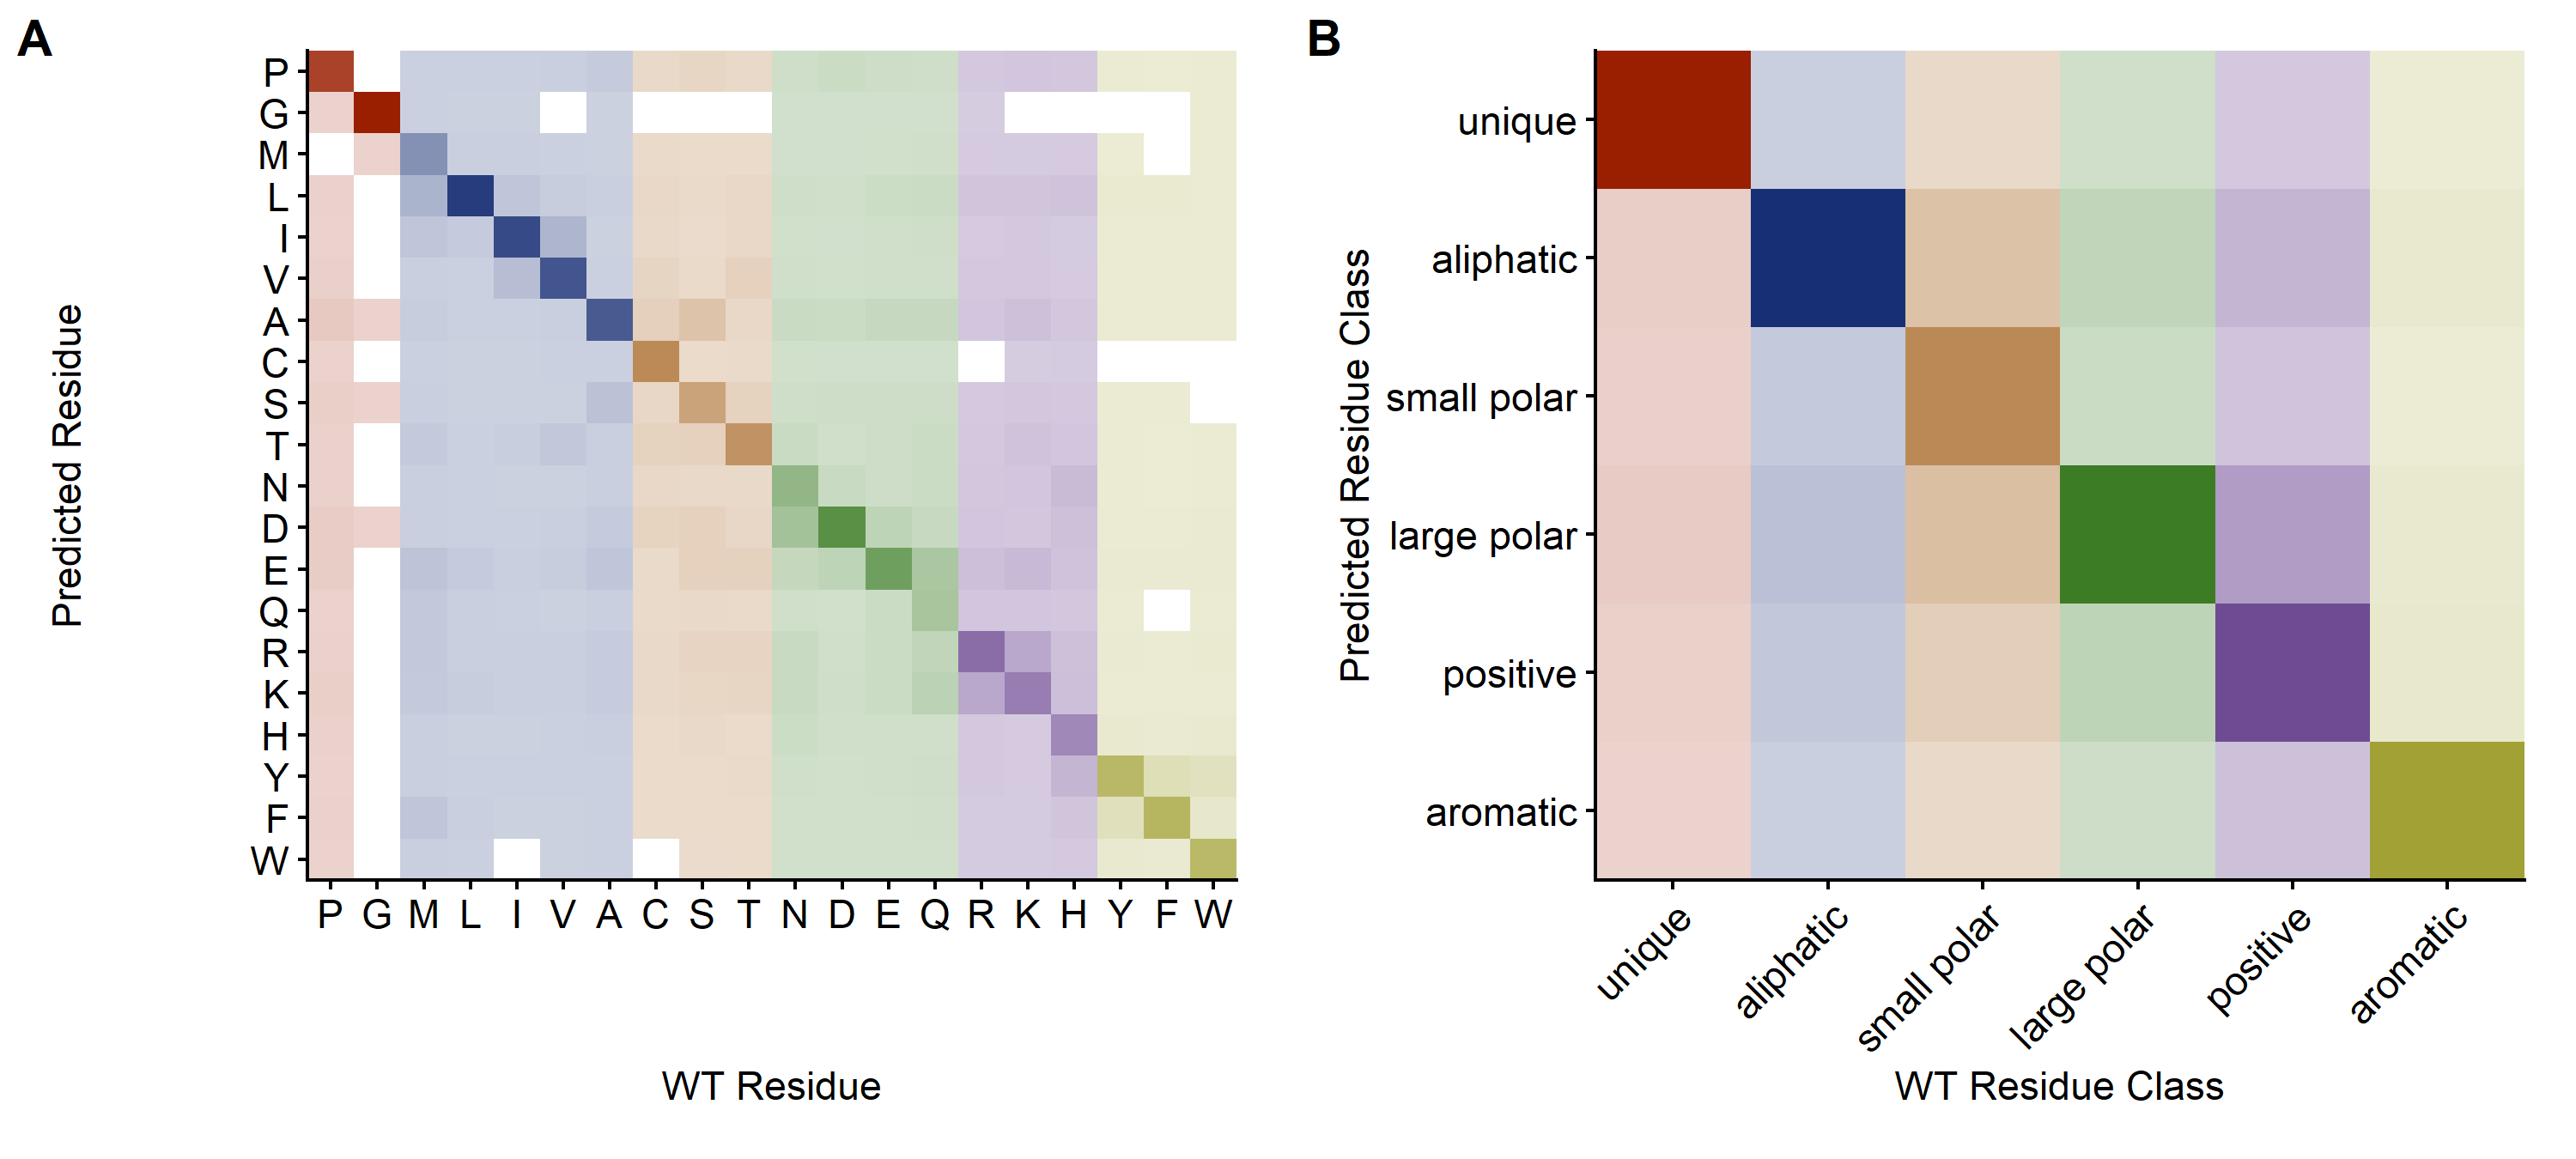 A
Predicted Residue
P
G
M
L
I
V
A
C
S
T
N
D
E
Q
R
K
H
Y
F
W
P G M L I V A C S T N D E Q R K H Y F W
WT Residue
B
Predicted Residue Class
unique
aliphatic
small polar
large polar
positive
aromatic
unique
aliphatic
small polar
large polar
positive
aromatic
WT Residue Class